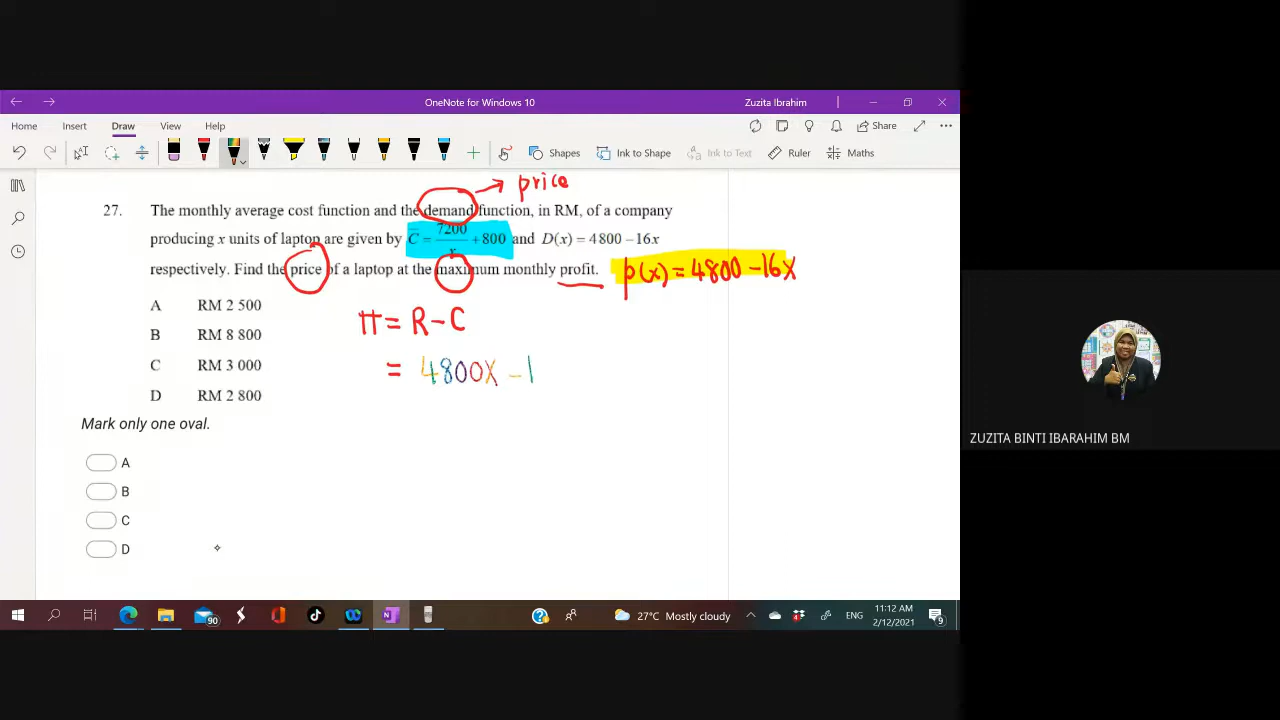 OneNote for Windows 10
Zuzita Ibrahim
Home Insert Draw View Help
Share
Shapes Ink to Shape Ink to Text Ruler Maths
→ price
27. The monthly average cost function and the demand function, in RM, of a company
producing x units of laptop are given by C̅ = 7200/x + 800 and D(x) = 4800 – 16x
respectively. Find the price of a laptop at the maximum monthly profit. p(x) = 4800 – 16x
A RM 2 500
B RM 8 800
C RM 3 000
D RM 2 800
π = R – C
= 4800x – 1
Mark only one oval.
A
B
C
D
ZUZITA BINTI IBARAHIM BM
90
27°C Mostly cloudy
4
ENG
11:12 AM
2/12/2021
9